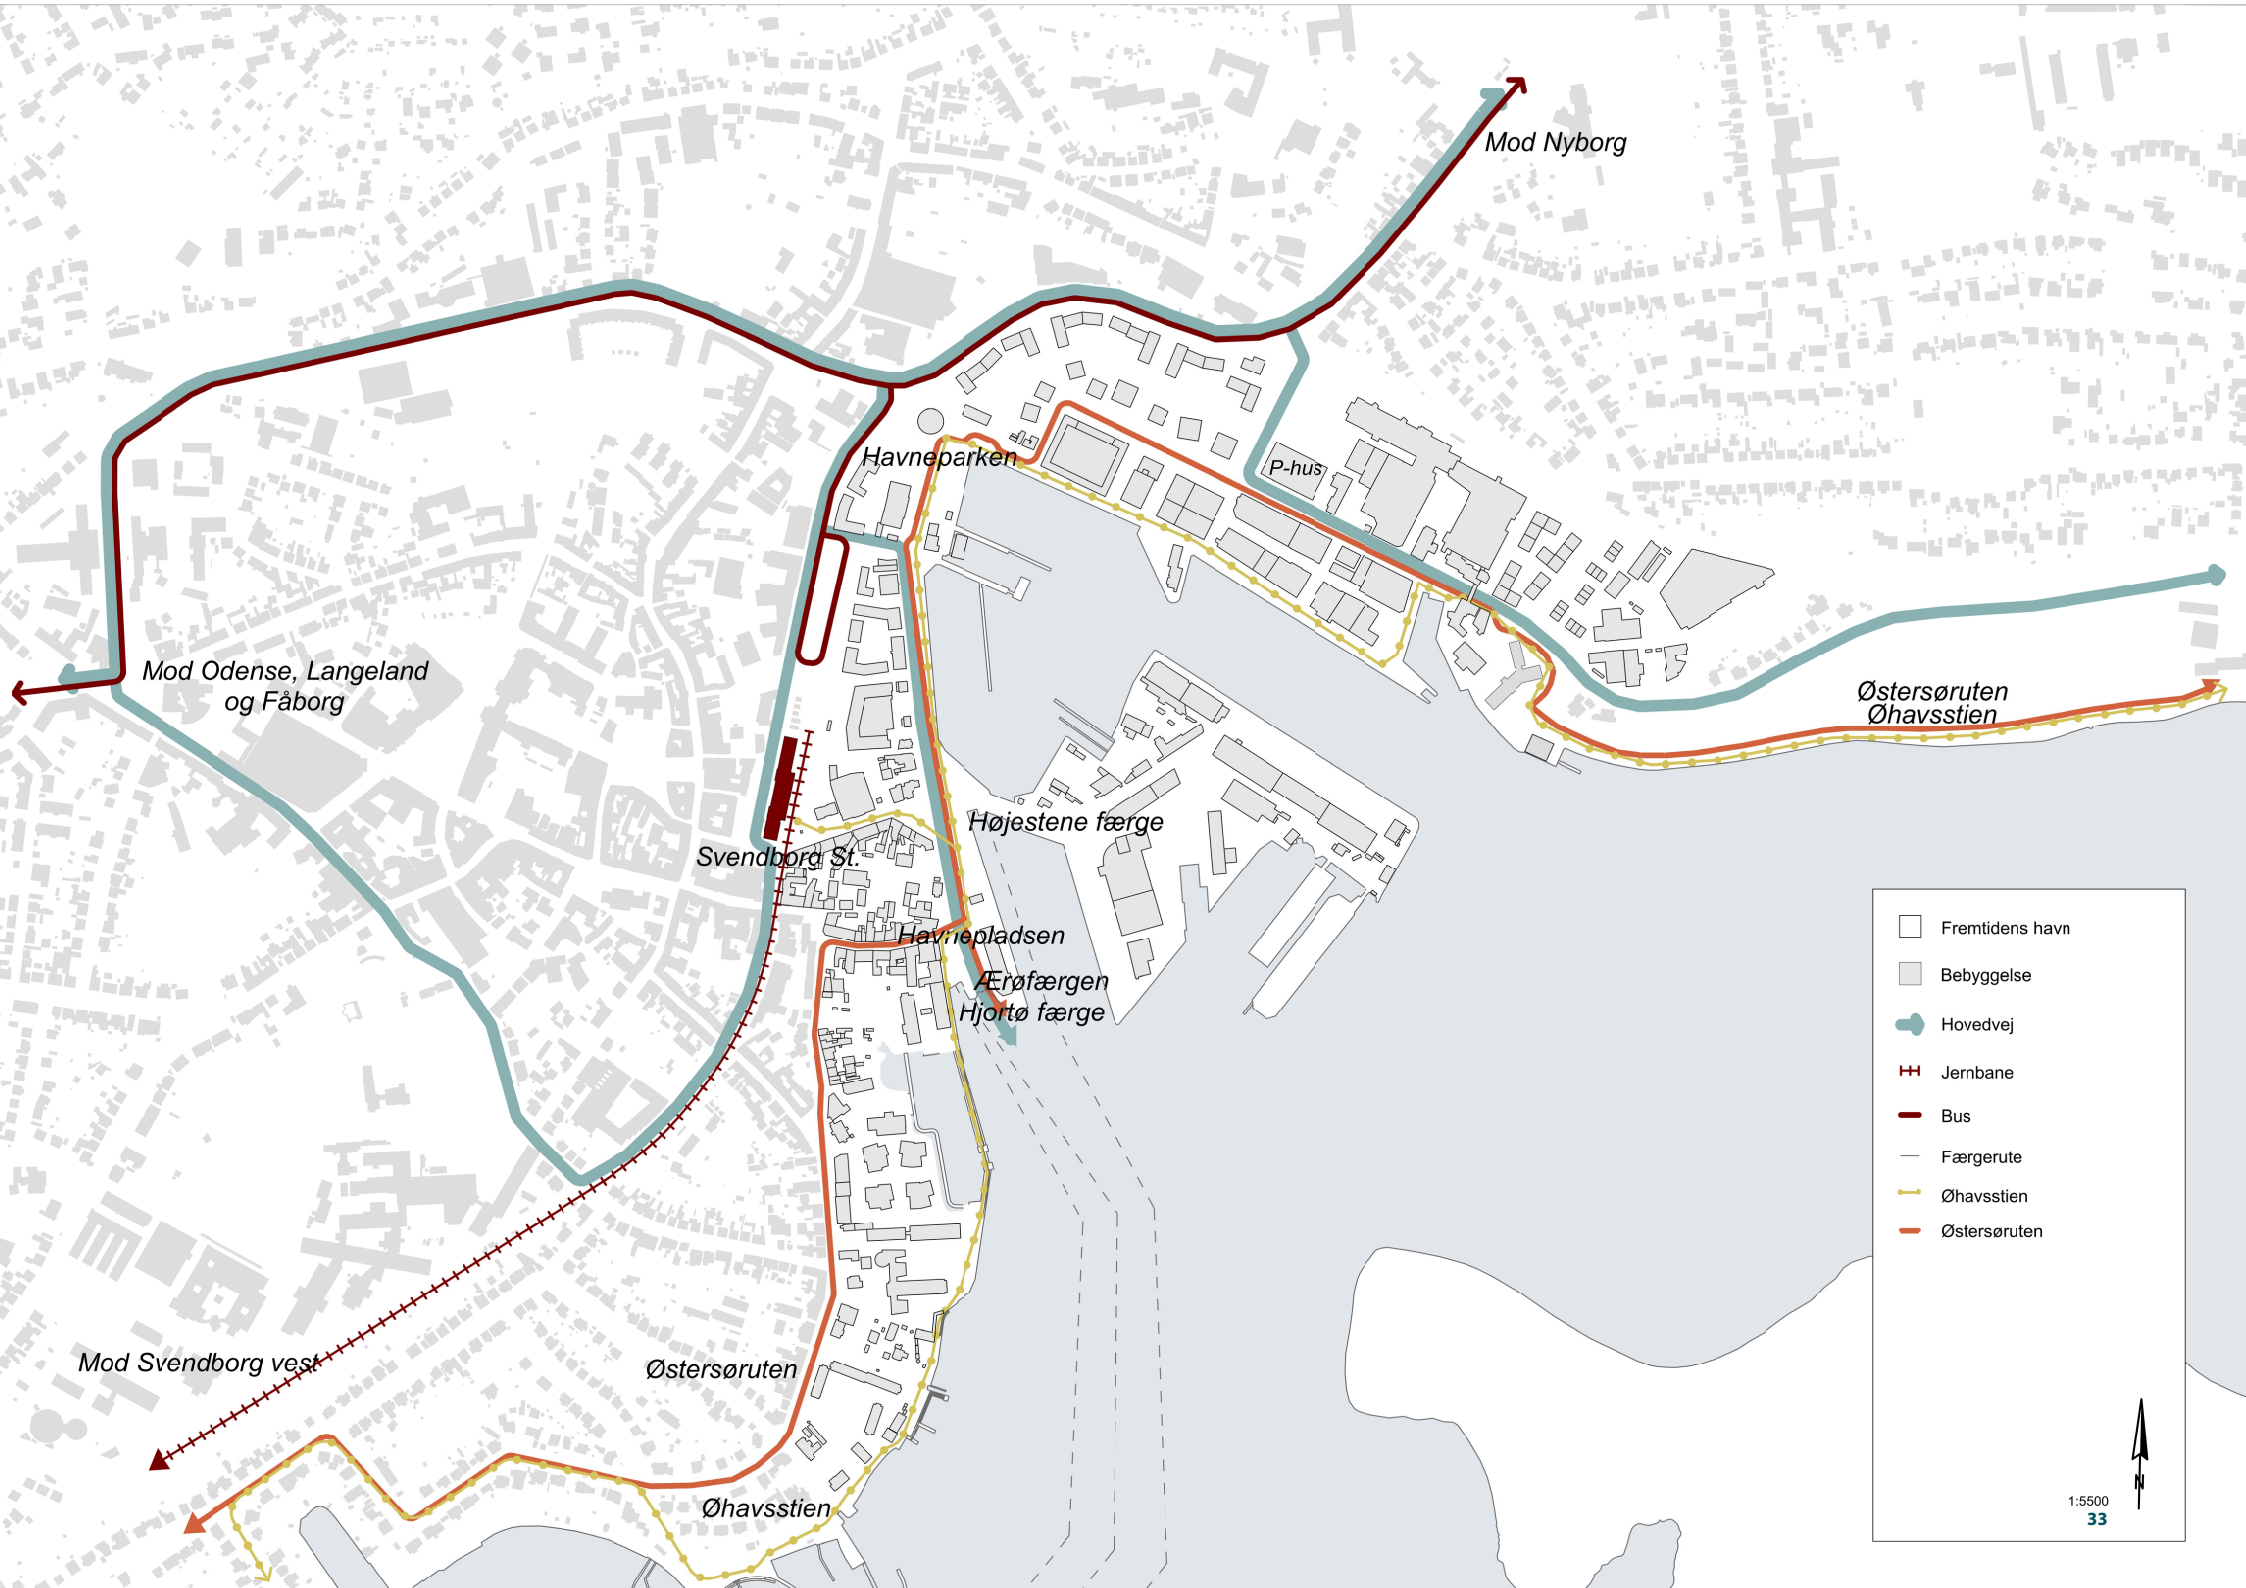 Mod Nyborg
Havneparken
P-hus
Mod Odense, Langeland
og Fåborg
Østersøruten
Øhavsstien
Højestene færge
Svendborg St.
Havnepladsen
Ærøfærgen
Hjortø færge
Mod Svendborg vest
Østersøruten
Øhavsstien
Fremtidens havn
Bebyggelse
Hovedvej
Jernbane
Bus
Færgerute
Øhavsstien
Østersøruten
N
1:5500
33